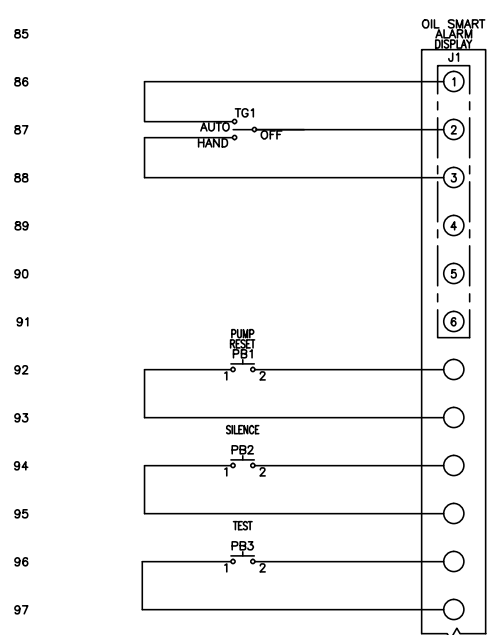 85
OIL SMART
ALARM
DISPLAY
J1
86
1
TG1
87
AUTO
OFF
2
HAND
88
3
89
4
90
5
91
6
PUMP
RESET
PB1
92
1 2
93
SILENCE
PB2
94
1 2
95
TEST
PB3
96
1 2
97